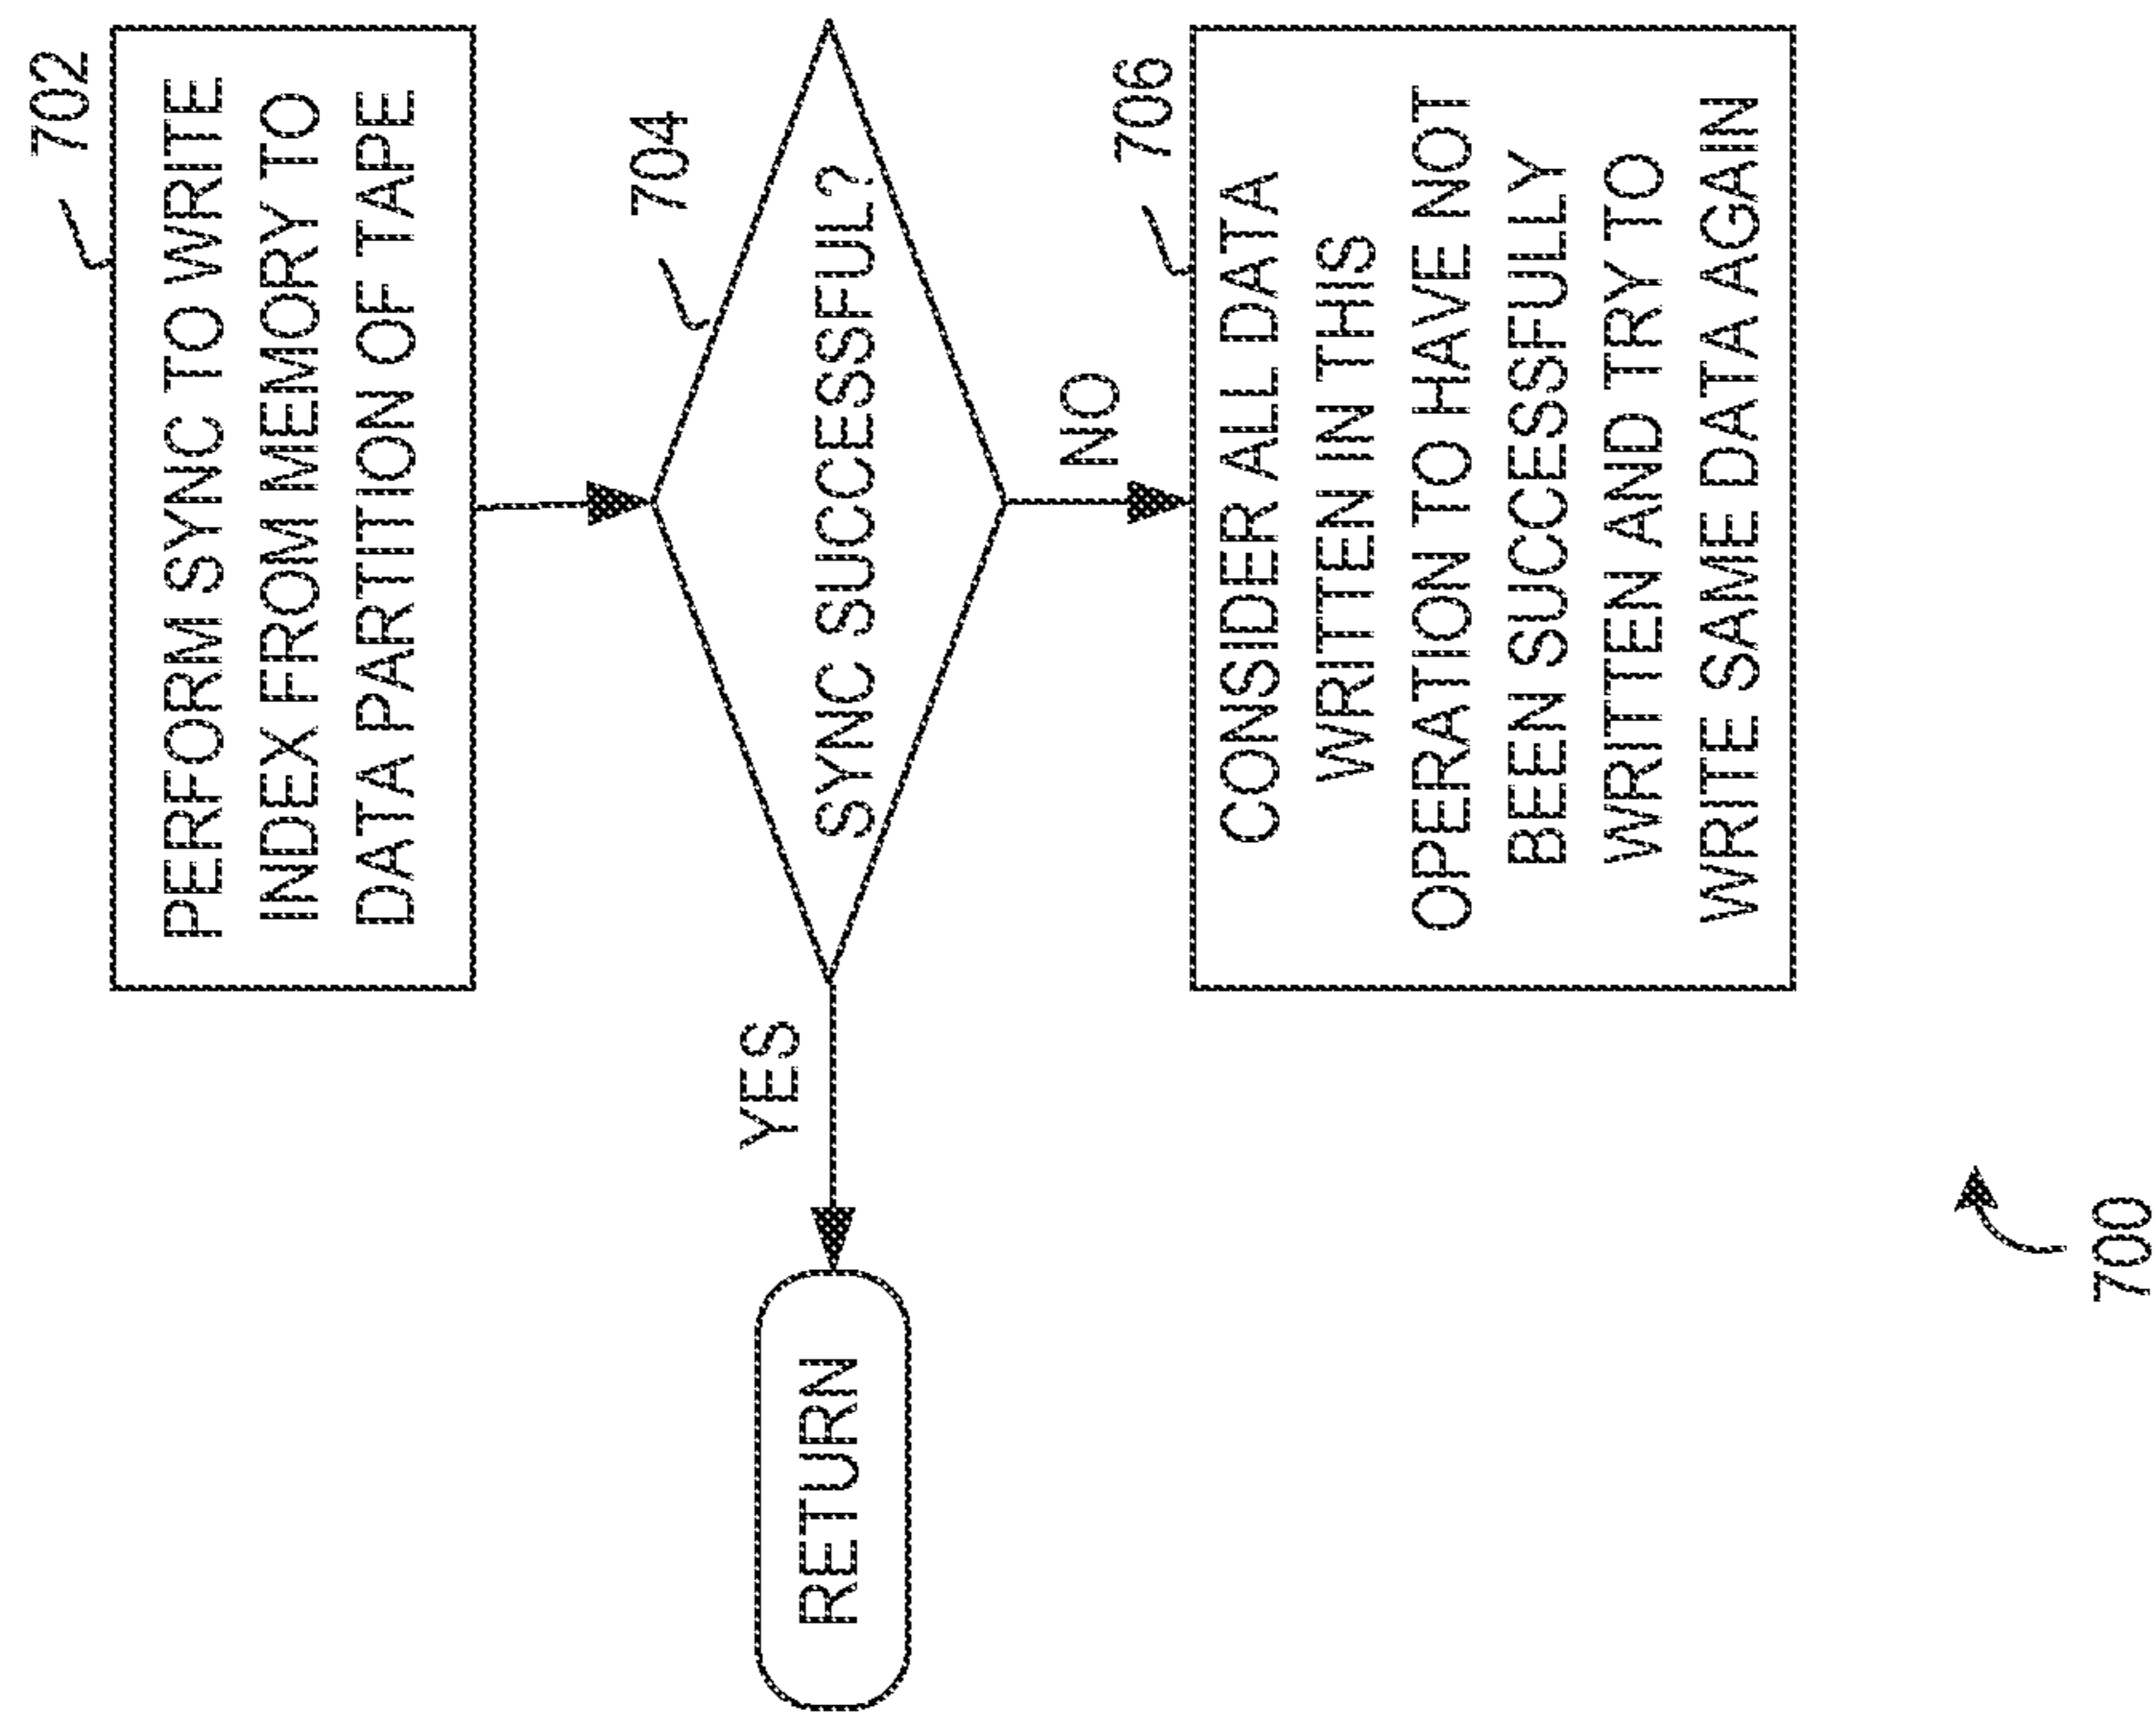 702
PERFORM SYNC TO WRITE
INDEX FROM MEMORY TO
DATA PARTITION OF TAPE
704
SYNC SUCCESSFUL?
YES
RETURN
NO
706
CONSIDER ALL DATA
WRITTEN IN THIS
OPERATION TO HAVE NOT
BEEN SUCCESSFULLY
WRITTEN AND TRY TO
WRITE SAME DATA AGAIN
700